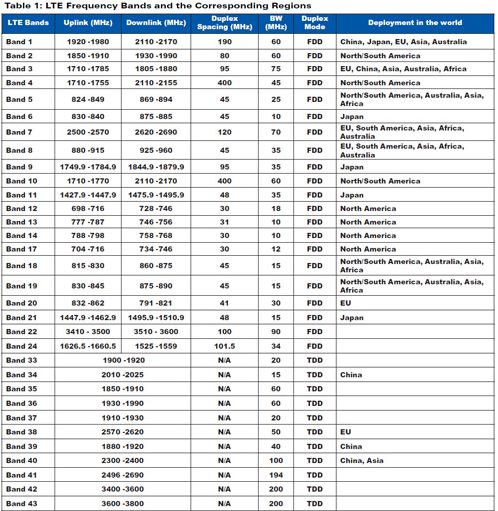 Table 1: LTE Frequency Bands and the Corresponding Regions
LTE Bands Uplink (MHz) Downlink (MHz) Duplex Spacing (MHz) BW (MHz) Duplex Mode Deployment in the world
Band 1 1920 -1980 2110 -2170 190 60 FDD China, Japan, EU, Asia, Australia
Band 2 1850 -1910 1930 -1990 80 60 FDD North/South America
Band 3 1710 -1785 1805 -1880 95 75 FDD EU, China, Asia, Australia, Africa
Band 4 1710 -1755 2110 -2155 400 45 FDD North/South America
Band 5 824 -849 869 -894 45 25 FDD North/South America, Australia, Asia, Africa
Band 6 830 -840 875 -885 45 10 FDD Japan
Band 7 2500 -2570 2620 -2690 120 70 FDD EU, South America, Asia, Africa, Australia
Band 8 880 -915 925 -960 45 35 FDD EU, South America, Asia, Africa, Australia
Band 9 1749.9 -1784.9 1844.9 -1879.9 95 35 FDD Japan
Band 10 1710 -1770 2110 -2170 400 60 FDD North/South America
Band 11 1427.9 -1447.9 1475.9 -1495.9 48 35 FDD Japan
Band 12 698 -716 728 -746 30 18 FDD North America
Band 13 777 -787 746 -756 31 10 FDD North America
Band 14 788 -798 758 -768 30 10 FDD North America
Band 17 704 -716 734 -746 30 12 FDD North America
Band 18 815 -830 860 -875 45 15 FDD North/South America, Australia, Asia, Africa
Band 19 830 -845 875 -890 45 15 FDD North/South America, Australia, Asia, Africa
Band 20 832 -862 791 -821 41 30 FDD EU
Band 21 1447.9 -1462.9 1495.9 -1510.9 48 15 FDD Japan
Band 22 3410 - 3500 3510 - 3600 100 90 FDD
Band 24 1626.5 -1660.5 1525 -1559 101.5 34 FDD
Band 33 1900 -1920 N/A 20 TDD
Band 34 2010 -2025 N/A 15 TDD China
Band 35 1850 -1910 N/A 60 TDD
Band 36 1930 -1990 N/A 60 TDD
Band 37 1910 -1930 N/A 20 TDD
Band 38 2570 -2620 N/A 50 TDD EU
Band 39 1880 -1920 N/A 40 TDD China
Band 40 2300 -2400 N/A 100 TDD China, Asia
Band 41 2496 -2690 N/A 194 TDD
Band 42 3400 -3600 N/A 200 TDD
Band 43 3600 -3800 N/A 200 TDD